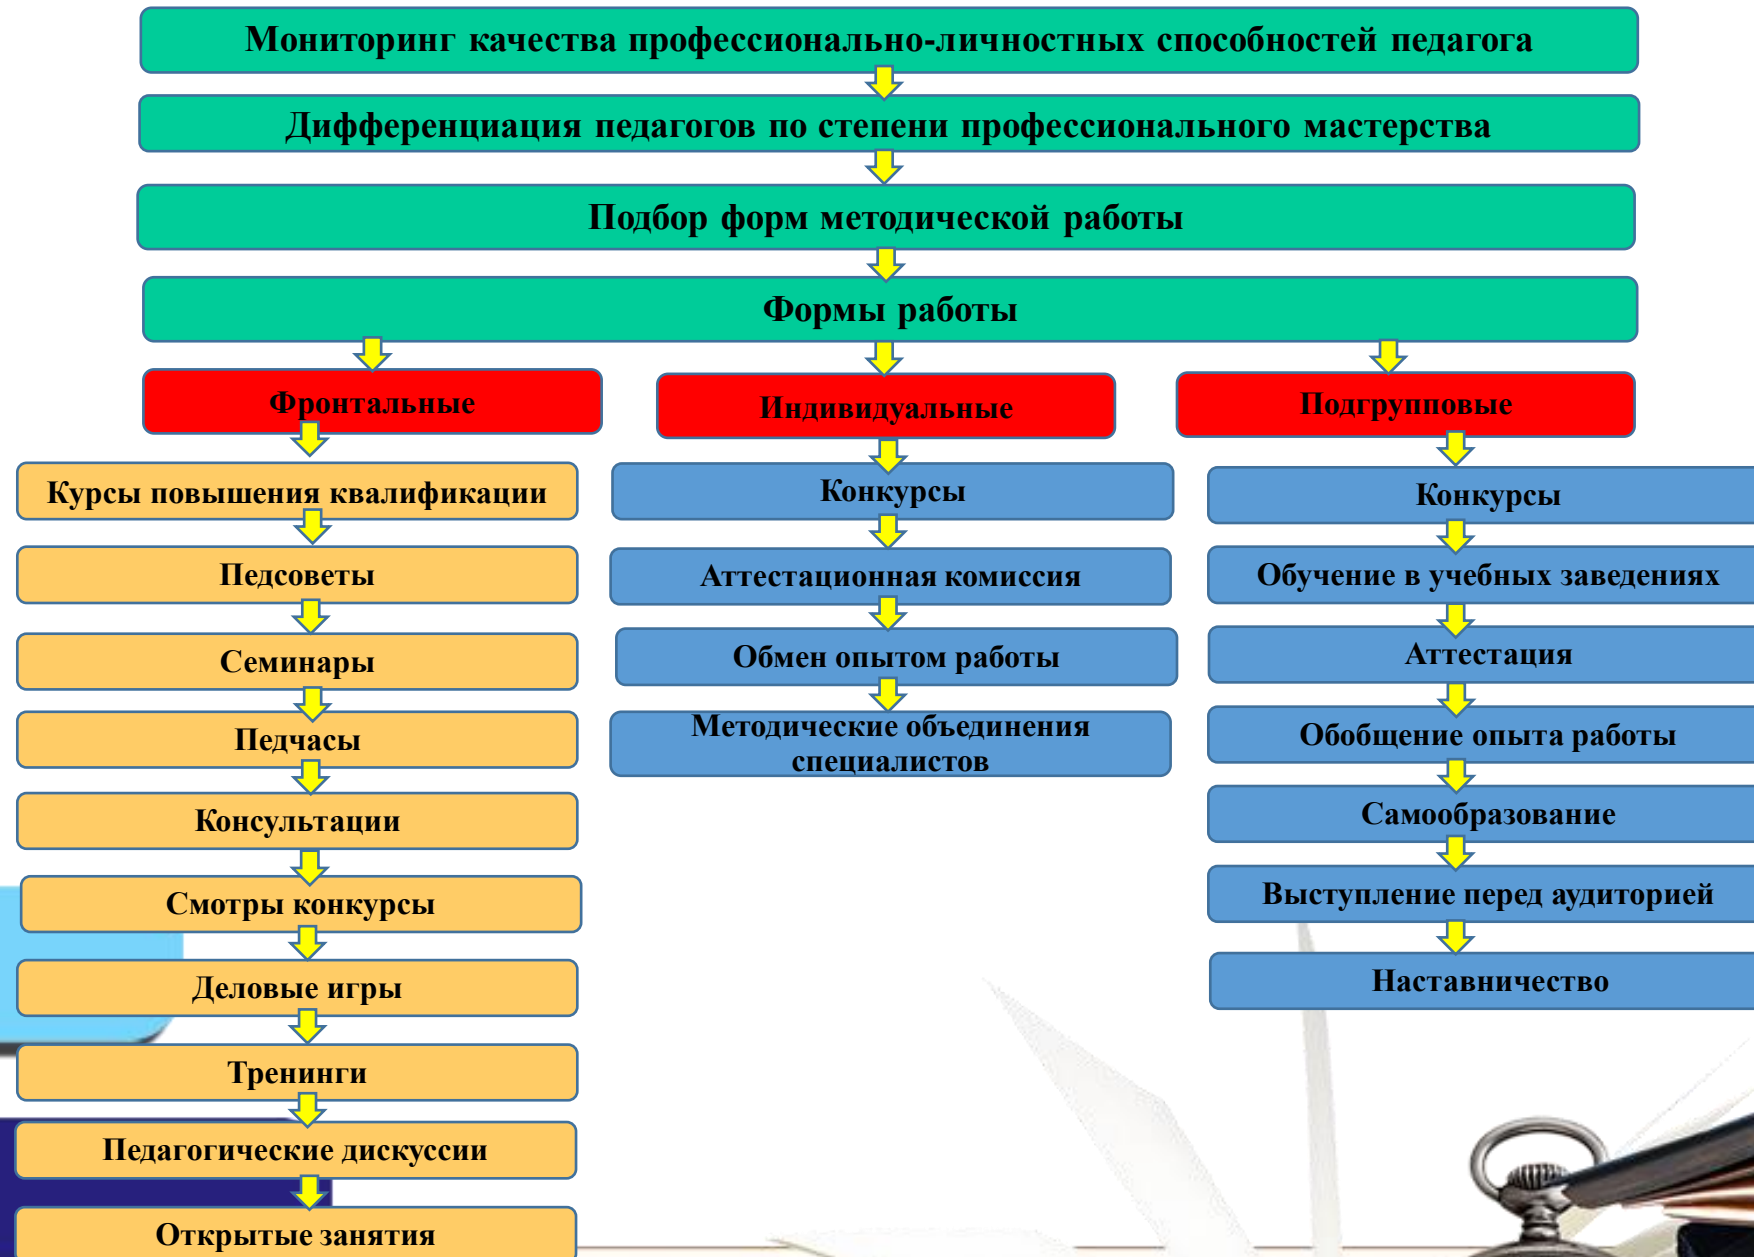 Мониторинг качества профессионально-личностных способностей педагога
Дифференциация педагогов по степени профессионального мастерства
Подбор форм методической работы
Формы работы
Фронтальные
Курсы повышения квалификации
Педсоветы
Семинары
Педчасы
Консультации
Смотры конкурсы
Деловые игры
Тренинги
Педагогические дискуссии
Открытые занятия
Индивидуальные
Конкурсы
Аттестационная комиссия
Обмен опытом работы
Методические объединения
специалистов
Подгрупповые
Конкурсы
Обучение в учебных заведениях
Аттестация
Обобщение опыта работы
Самообразование
Выступление перед аудиторией
Наставничество